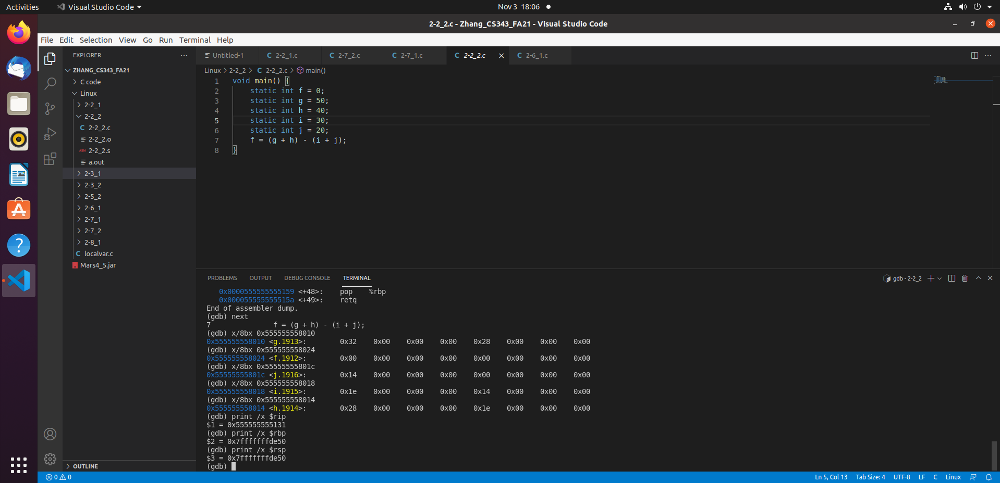 Activities Visual Studio Code Nov 3 18:06
2-2_2.c - Zhang_CS343_FA21 - Visual Studio Code
File Edit Selection View Go Run Terminal Help
EXPLORER ···
ZHANG_CS343_FA21
C code
Linux
2-2_1
2-2_2
C 2-2_2.c
2-2_2.o
ASM 2-2_2.s
a.out
2-3_1
2-3_2
2-5_2
2-6_1
2-7_1
2-7_2
2-8_1
C localvar.c
Mars4_5.jar
OUTLINE
Untitled-1 C 2-2_1.c C 2-7_2.c C 2-7_1.c C 2-2_2.c C 2-6_1.c
Linux > 2-2_2 > C 2-2_2.c > main()
1 void main() {
2 static int f = 0;
3 static int g = 50;
4 static int h = 40;
5 static int i = 30;
6 static int j = 20;
7 f = (g + h) - (i + j);
8 }
PROBLEMS OUTPUT DEBUG CONSOLE TERMINAL gdb - 2-2_2
0x0000555555555159 <+48>: pop %rbp
0x000055555555515a <+49>: retq
End of assembler dump.
(gdb) next
7 f = (g + h) - (i + j);
(gdb) x/8bx 0x555555558010
0x555555558010 <g.1913>: 0x32 0x00 0x00 0x00 0x28 0x00 0x00 0x00
(gdb) x/8bx 0x555555558024
0x555555558024 <f.1912>: 0x00 0x00 0x00 0x00 0x00 0x00 0x00 0x00
(gdb) x/8bx 0x55555555801c
0x55555555801c <j.1916>: 0x14 0x00 0x00 0x00 0x00 0x00 0x00 0x00
(gdb) x/8bx 0x555555558018
0x555555558018 <i.1915>: 0x1e 0x00 0x00 0x00 0x14 0x00 0x00 0x00
(gdb) x/8bx 0x555555558014
0x555555558014 <h.1914>: 0x28 0x00 0x00 0x00 0x1e 0x00 0x00 0x00
(gdb) print /x $rip
$1 = 0x555555555131
(gdb) print /x $rbp
$2 = 0x7fffffffde50
(gdb) print /x $rsp
$3 = 0x7fffffffde50
(gdb)
0 0 Ln 5, Col 13 Tab Size: 4 UTF-8 LF C Linux